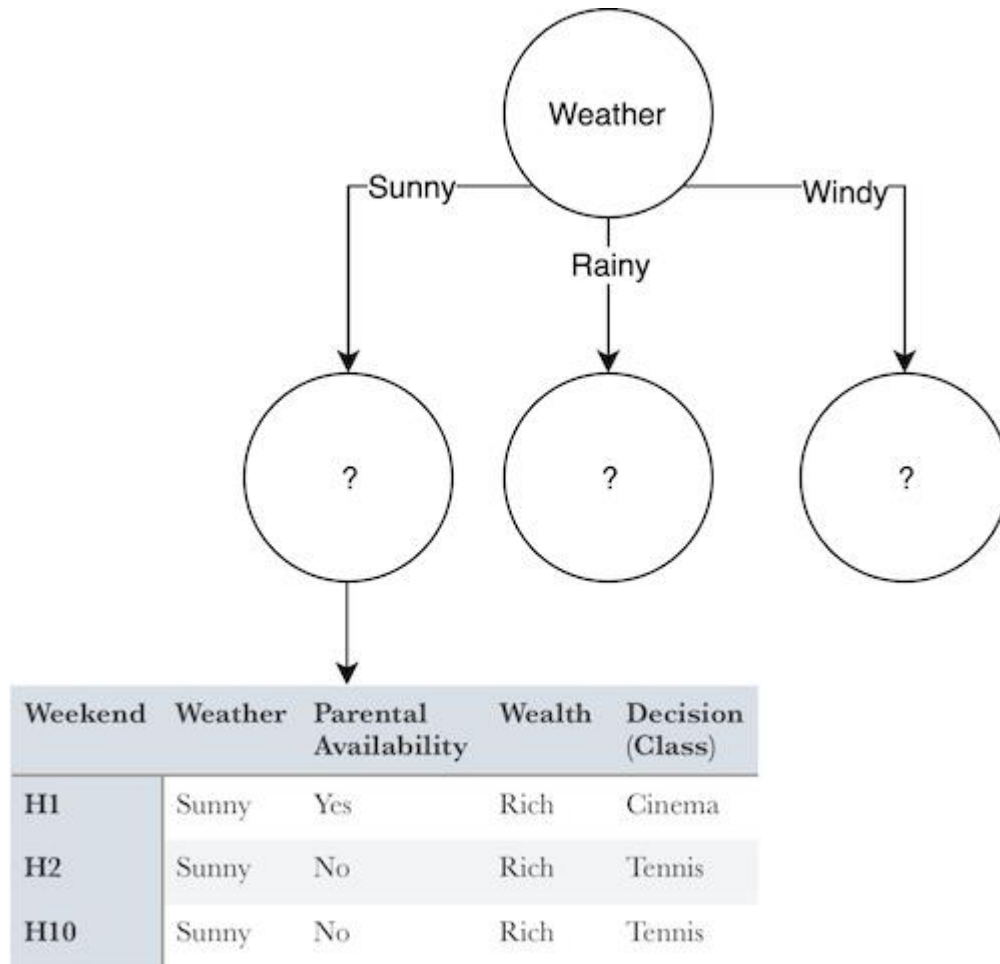 Weather
Sunny
Windy
Rainy
? ? ?
Weekend Weather Parental Availability Wealth Decision (Class)
H1 Sunny Yes Rich Cinema
H2 Sunny No Rich Tennis
H10 Sunny No Rich Tennis